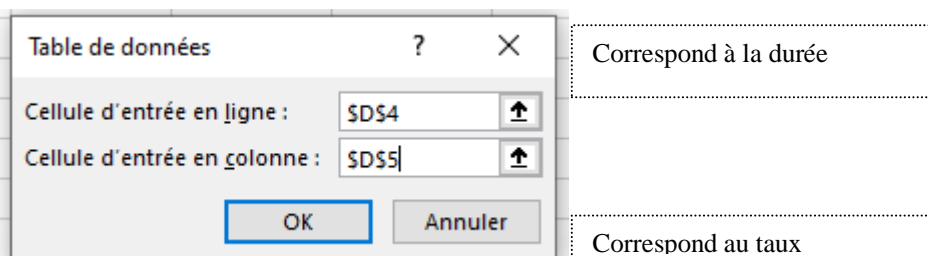 Table de données ? ×
Correspond à la durée
Cellule d'entrée en ligne : $D$4
Cellule d'entrée en colonne : $D$5
OK Annuler
Correspond au taux